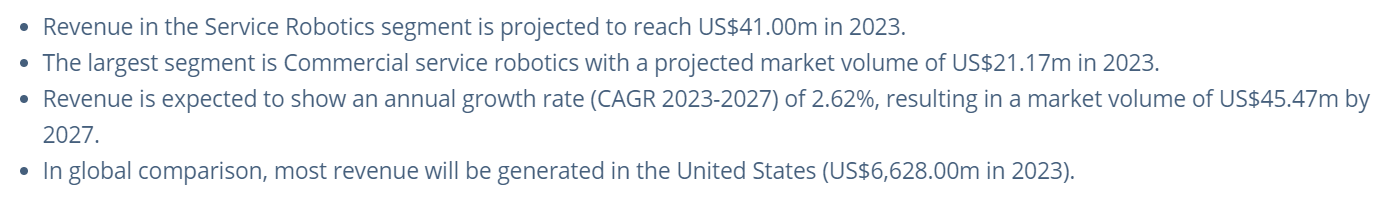 • Revenue in the Service Robotics segment is projected to reach US$41.00m in 2023.
• The largest segment is Commercial service robotics with a projected market volume of US$21.17m in 2023.
• Revenue is expected to show an annual growth rate (CAGR 2023-2027) of 2.62%, resulting in a market volume of US$45.47m by
2027.
• In global comparison, most revenue will be generated in the United States (US$6,628.00m in 2023).